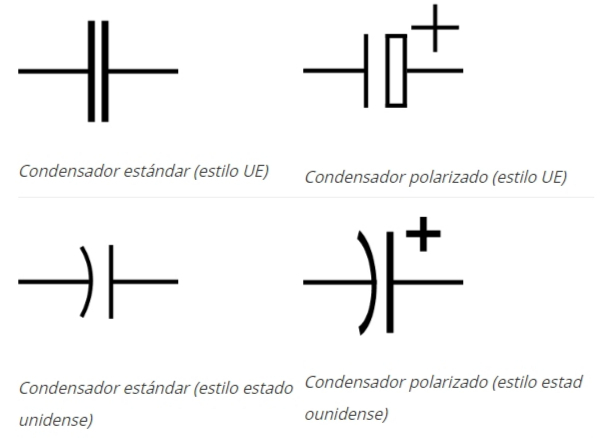 Condensador estándar (estilo UE)
Condensador polarizado (estilo UE)
Condensador estándar (estilo estado
unidense)
Condensador polarizado (estilo estad
ounidense)